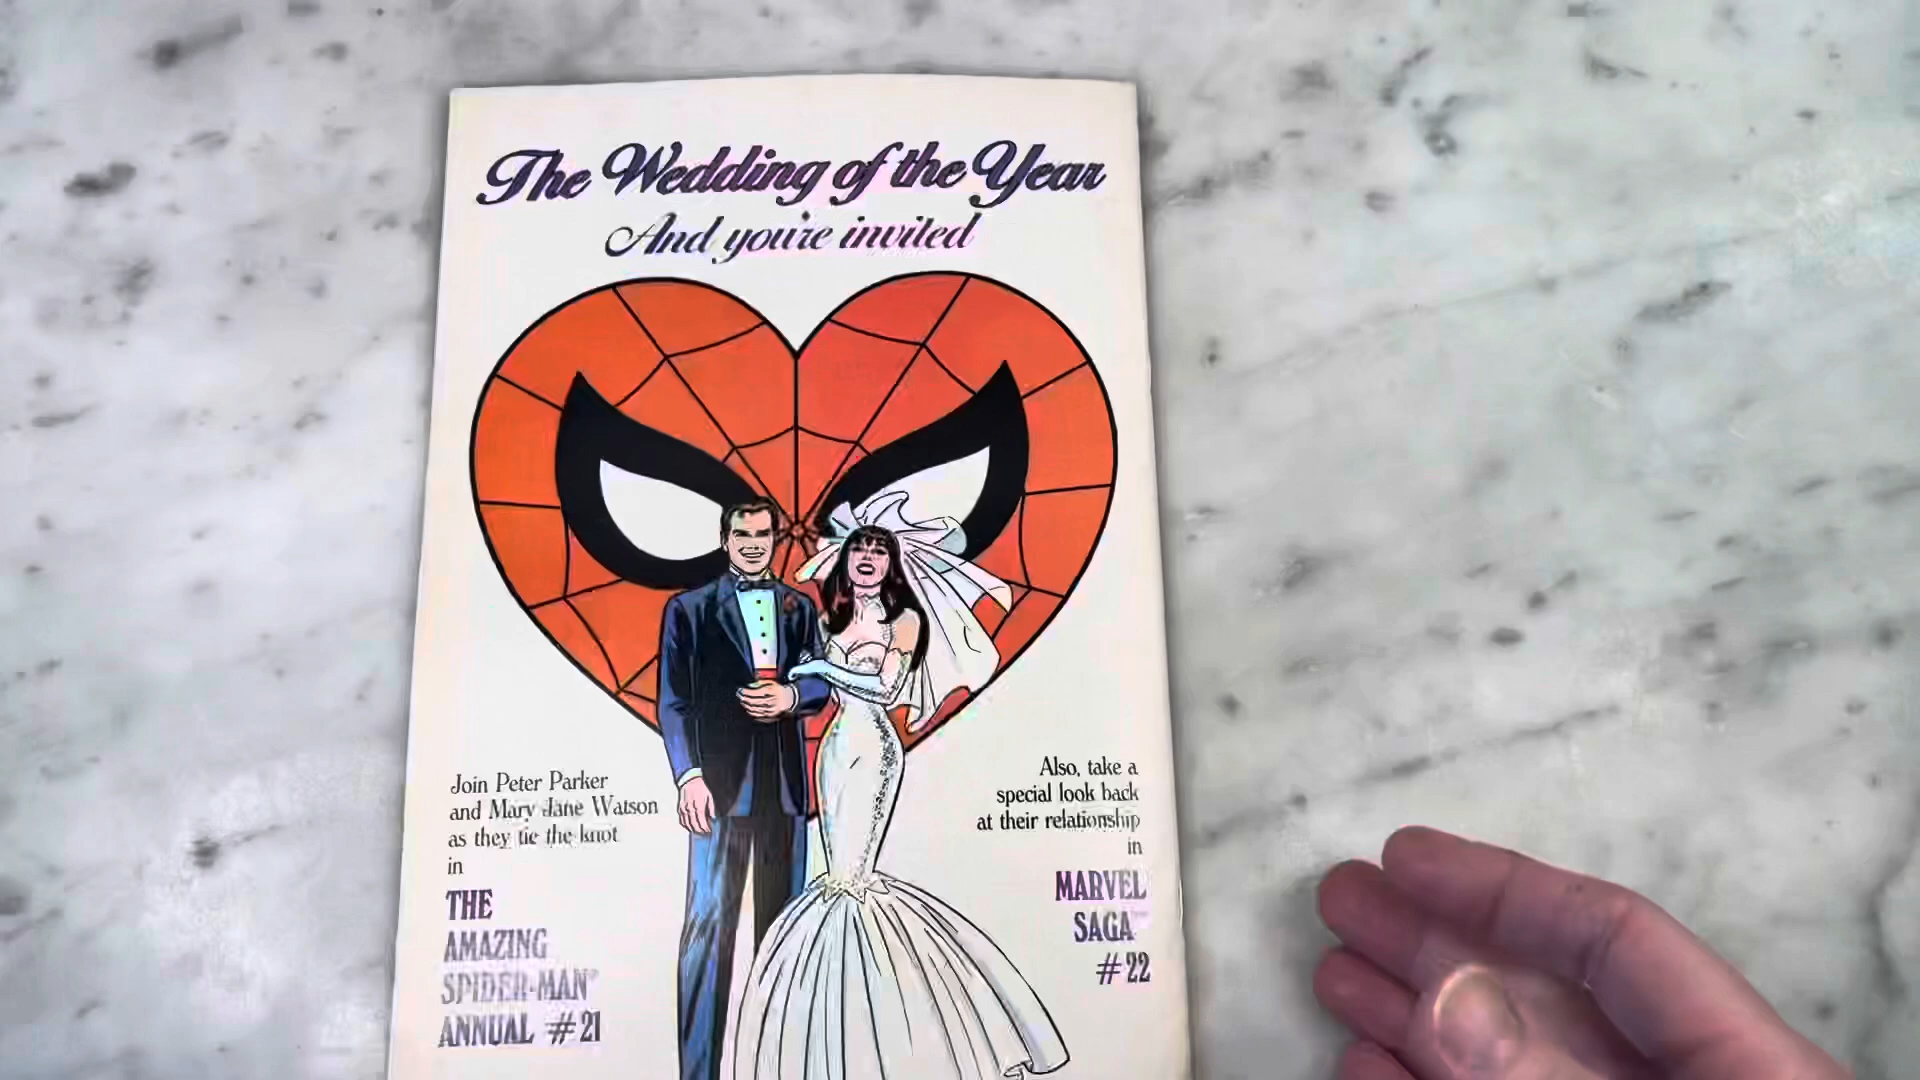 The Wedding of the Year
And you're invited
Join Peter Parker
and Mary Jane Watson
as they tie the knot
in
THE
AMAZING
SPIDER-MAN®
ANNUAL #21
Also, take a
special look back
at their relationship
in
MARVEL
SAGA™
#22